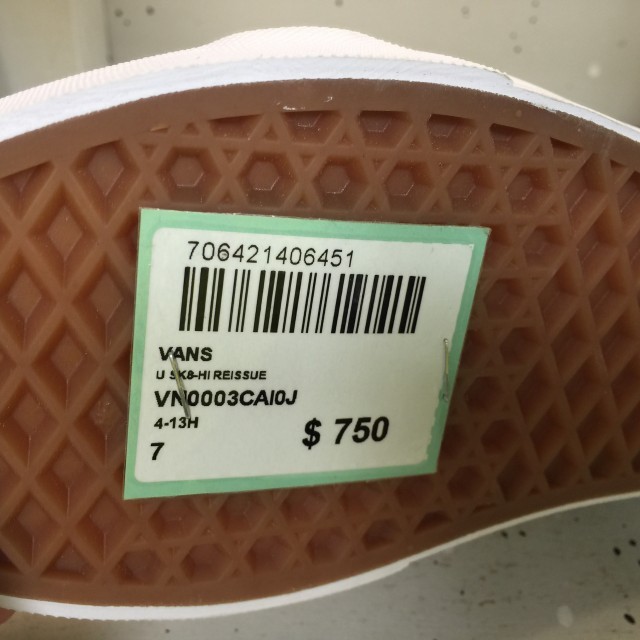 706421406451
VANS
U SK8-HI REISSUE
VN0003CAI0J
4-13H
$ 750
7